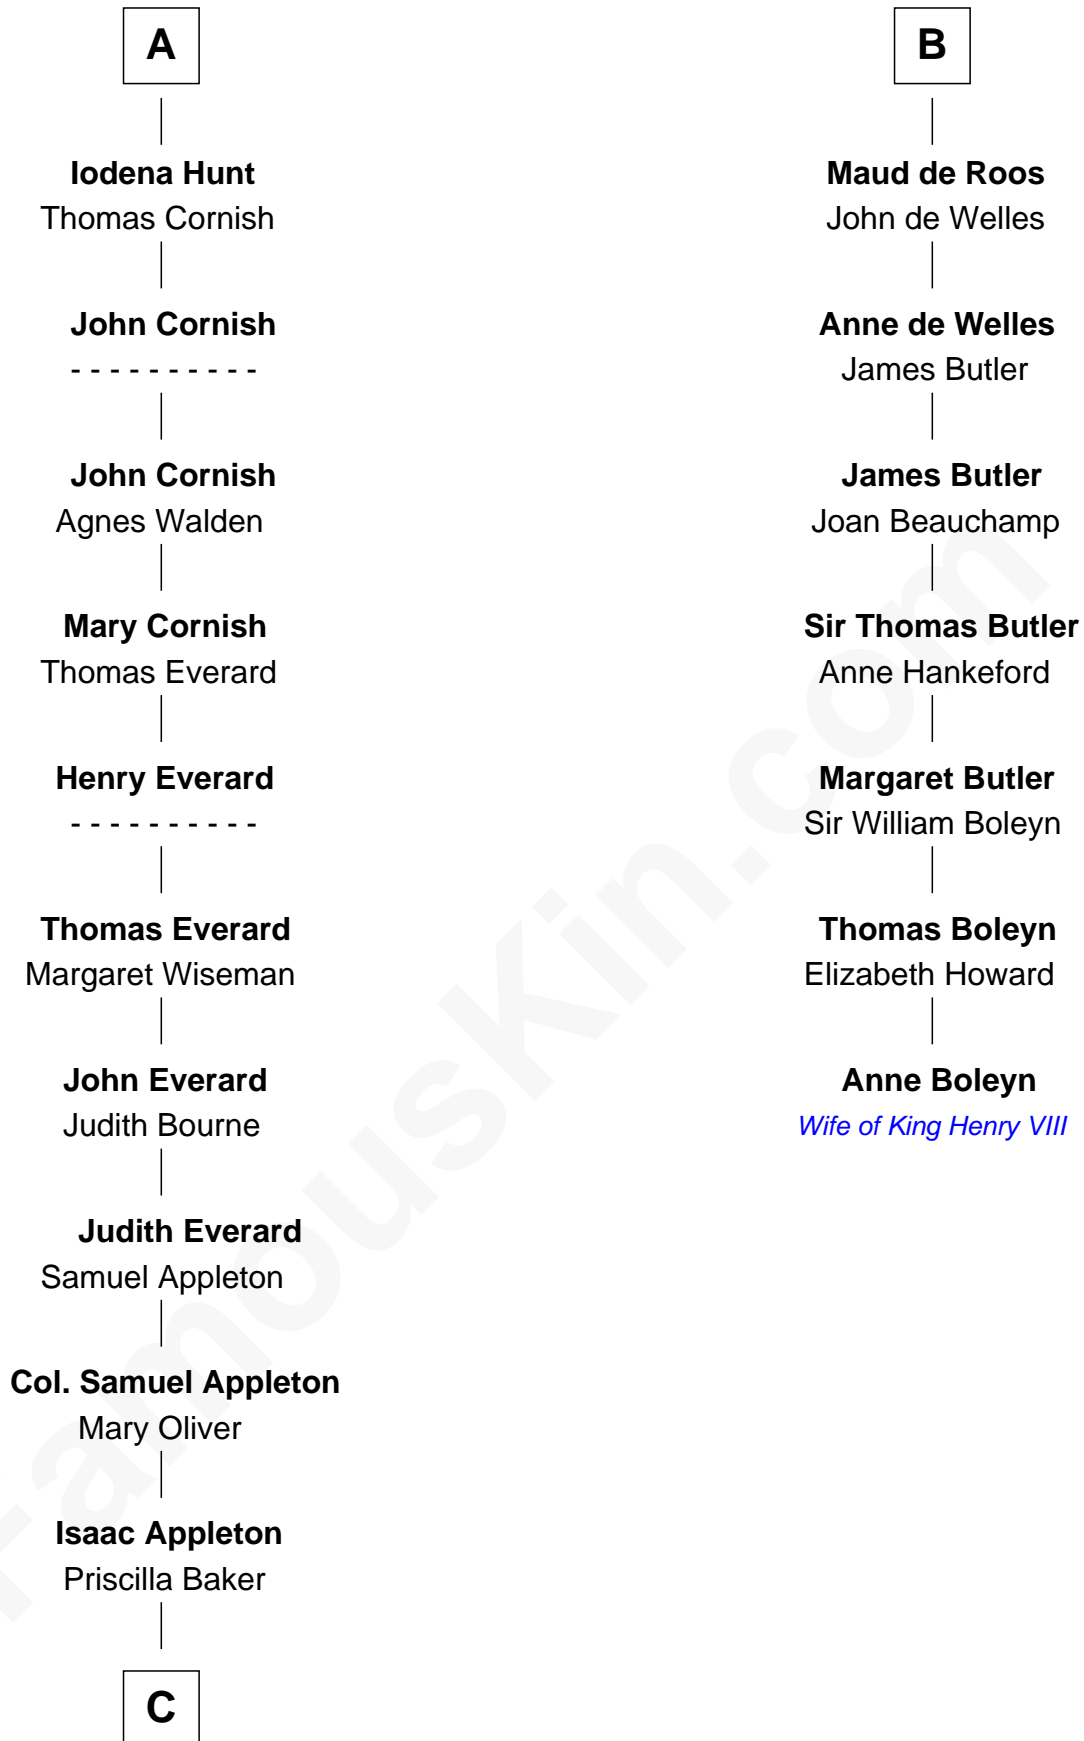 A
Iodena Hunt
Thomas Cornish
John Cornish
- - - - - - - - - -
John Cornish
Agnes Walden
Mary Cornish
Thomas Everard
Henry Everard
- - - - - - - - - -
Thomas Everard
Margaret Wiseman
John Everard
Judith Bourne
Judith Everard
Samuel Appleton
Col. Samuel Appleton
Mary Oliver
Isaac Appleton
Priscilla Baker
C
B
Maud de Roos
John de Welles
Anne de Welles
James Butler
James Butler
Joan Beauchamp
Sir Thomas Butler
Anne Hankeford
Margaret Butler
Sir William Boleyn
Thomas Boleyn
Elizabeth Howard
Anne Boleyn
Wife of King Henry VIII
FamousKin.com